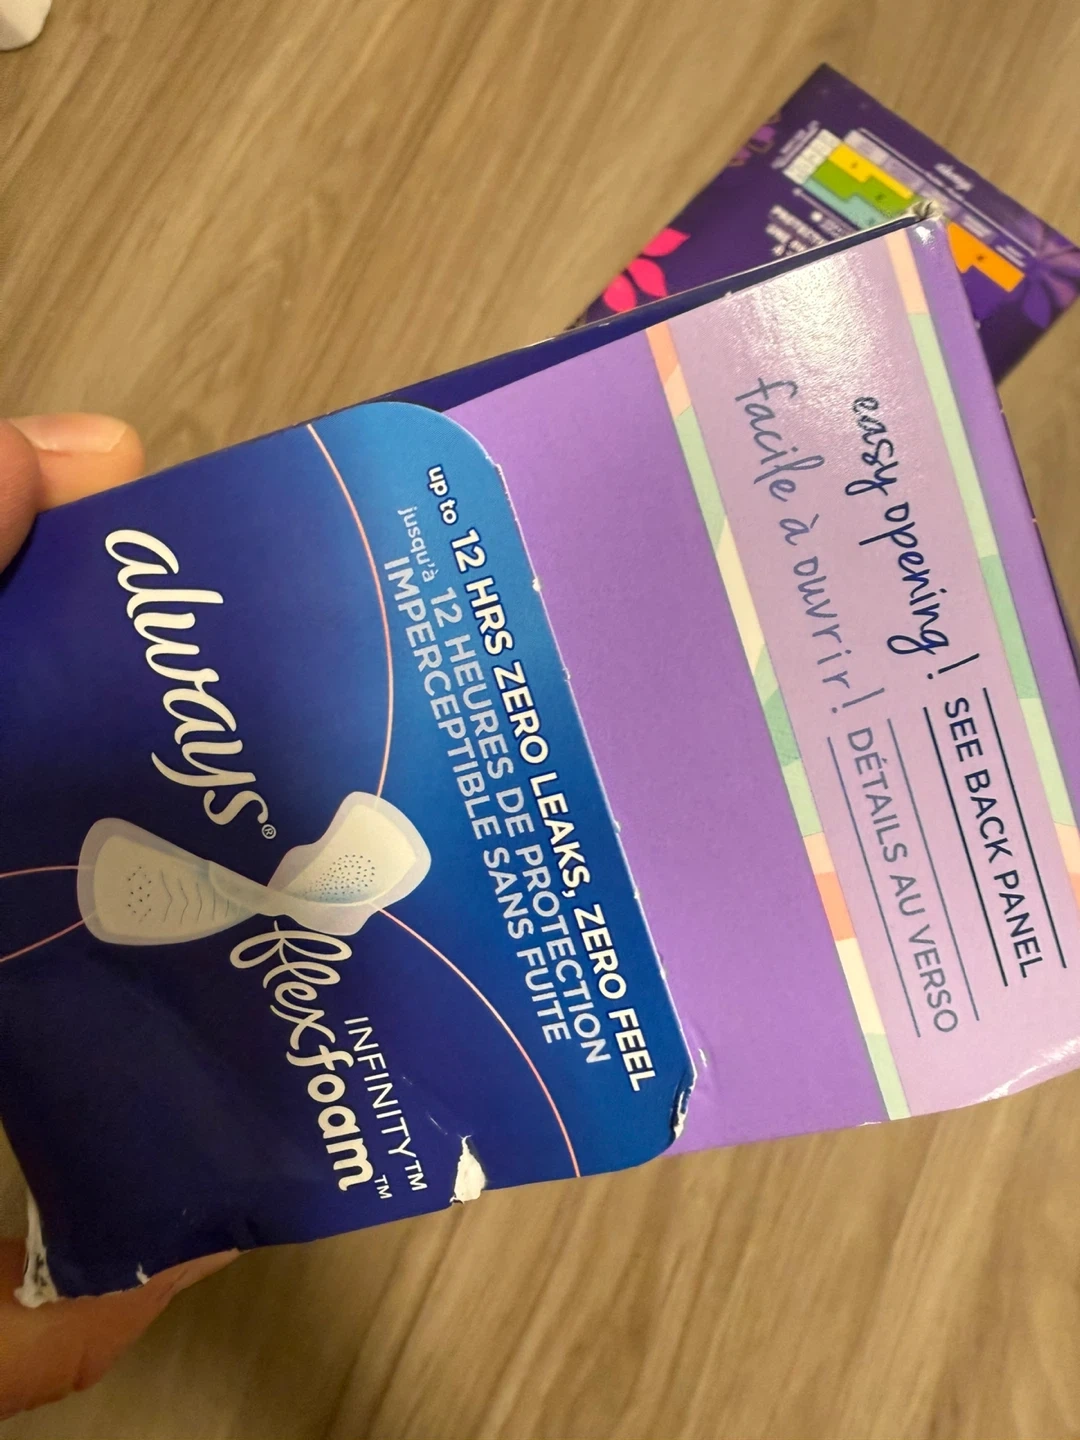 always®
INFINITY™
flexfoam™
up to 12 HRS ZERO LEAKS, ZERO FEEL
jusqu'à 12 HEURES DE PROTECTION
IMPERCEPTIBLE SANS FUITE
easy opening! SEE BACK PANEL
facile à ouvrir! DÉTAILS AU VERSO
always